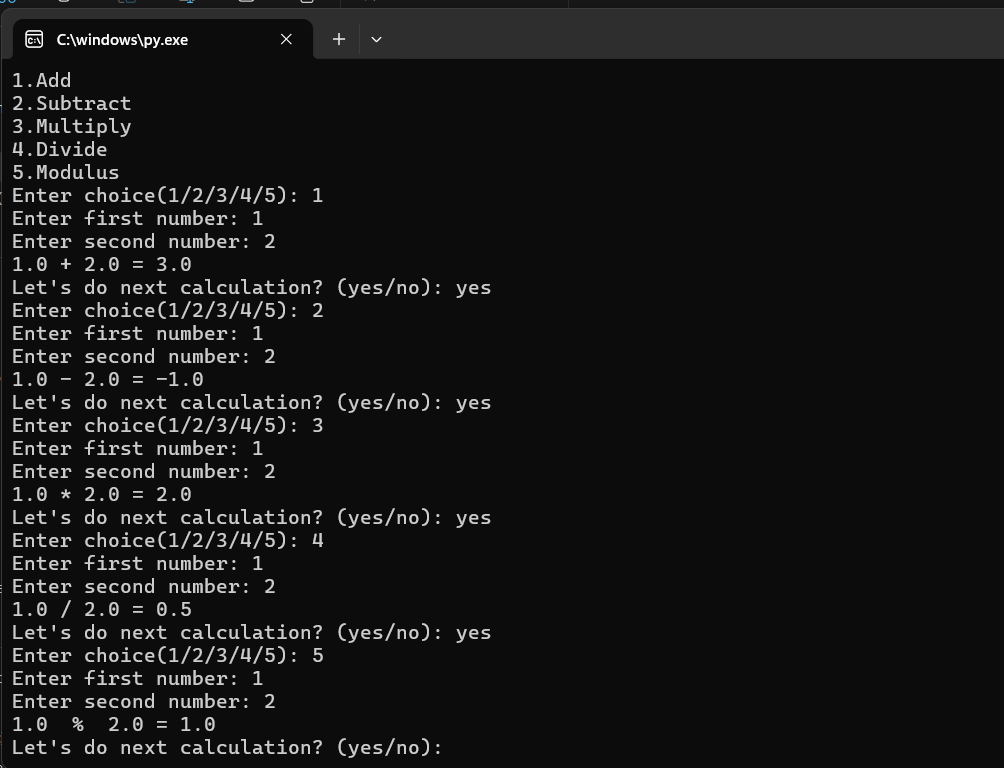 C:\windows\py.exe
1.Add
2.Subtract
3.Multiply
4.Divide
5.Modulus
Enter choice(1/2/3/4/5): 1
Enter first number: 1
Enter second number: 2
1.0 + 2.0 = 3.0
Let's do next calculation? (yes/no): yes
Enter choice(1/2/3/4/5): 2
Enter first number: 1
Enter second number: 2
1.0 - 2.0 = -1.0
Let's do next calculation? (yes/no): yes
Enter choice(1/2/3/4/5): 3
Enter first number: 1
Enter second number: 2
1.0 * 2.0 = 2.0
Let's do next calculation? (yes/no): yes
Enter choice(1/2/3/4/5): 4
Enter first number: 1
Enter second number: 2
1.0 / 2.0 = 0.5
Let's do next calculation? (yes/no): yes
Enter choice(1/2/3/4/5): 5
Enter first number: 1
Enter second number: 2
1.0  %  2.0 = 1.0
Let's do next calculation? (yes/no):